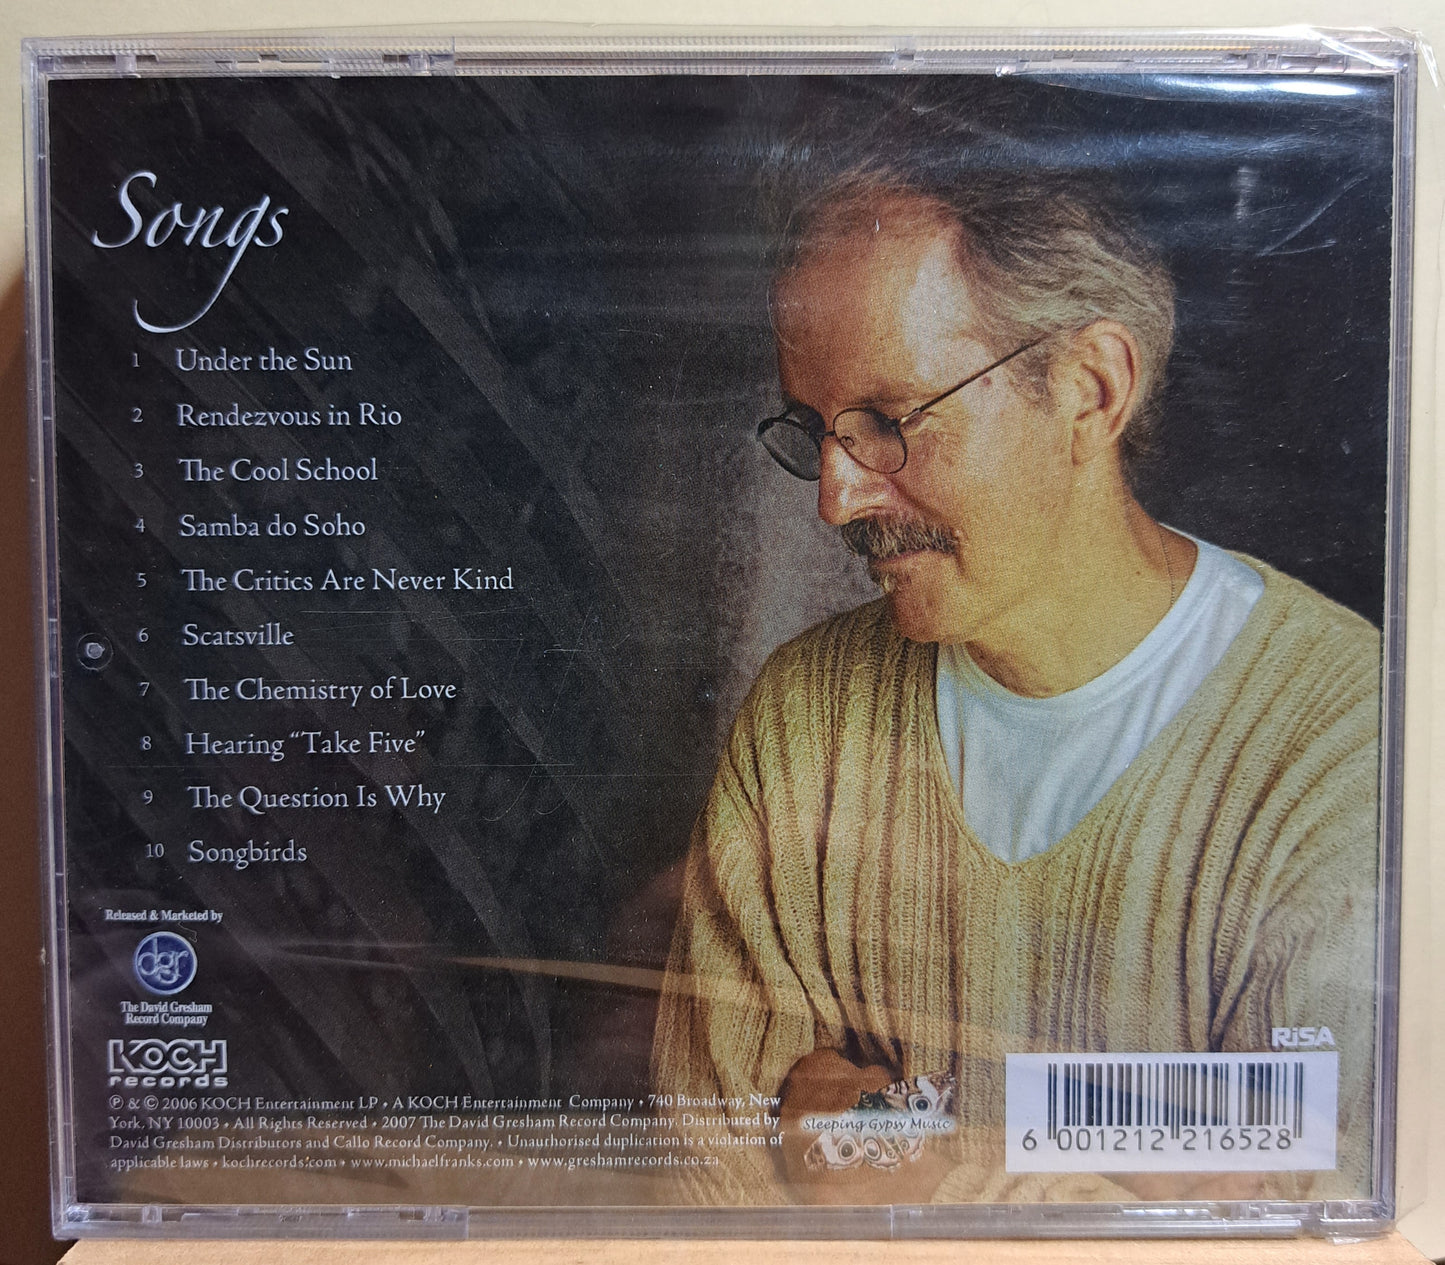 Songs
1 Under the Sun
2 Rendezvous in Rio
3 The Cool School
4 Samba do Soho
5 The Critics Are Never Kind
6 Scatsville
7 The Chemistry of Love
8 Hearing “Take Five”
9 The Question Is Why
10 Songbirds
Released & Marketed by
dgr
The David Gresham
Record Company
KOCH
records
℗ & © 2006 KOCH Entertainment LP • A KOCH Entertainment Company • 740 Broadway, New
York, NY 10003 • All Rights Reserved • 2007 The David Gresham Record Company. Distributed by
David Gresham Distributors and Callo Record Company. • Unauthorised duplication is a violation of
applicable laws • kochrecords.com • www.michaelfranks.com • www.greshamrecords.co.za
Sleeping Gypsy Music
RiSA
6 001212 216528